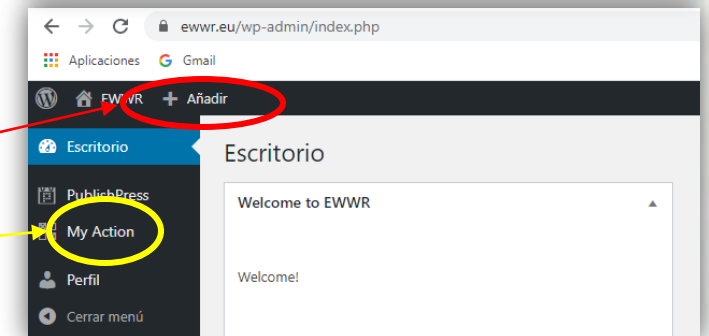 ewwr.eu/wp-admin/index.php
Aplicaciones G Gmail
EWWR + Añadir
Escritorio
Escritorio
PublishPress
Welcome to EWWR
My Action
Welcome!
Perfil
Cerrar menú